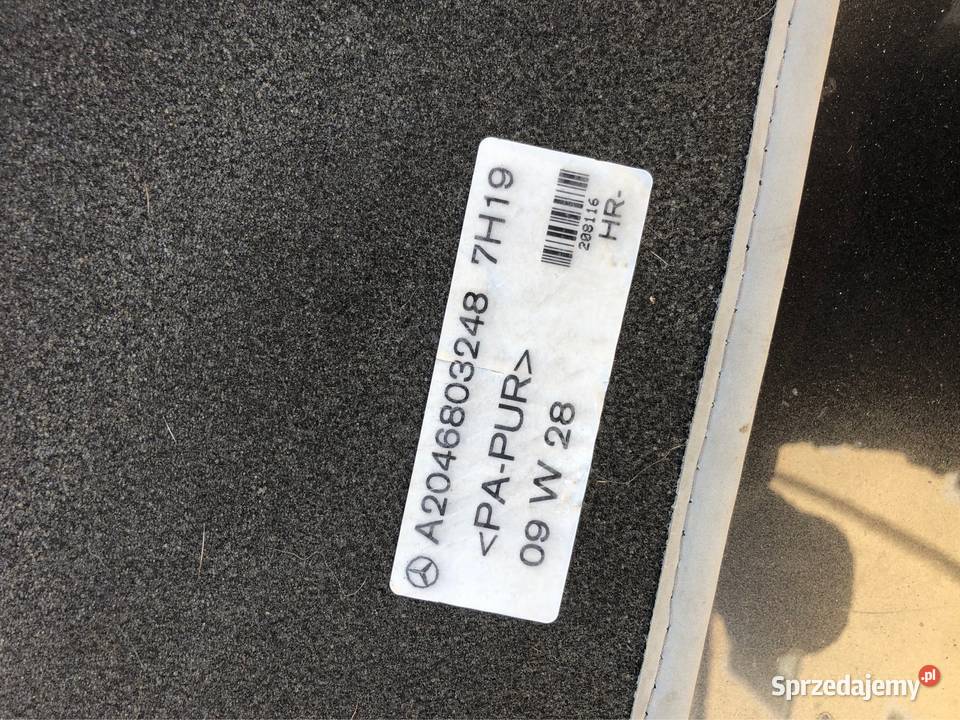 A2046803248 7H19
<PA-PUR>
09 W 28
208116
HR-
Sprzedajemy.pl